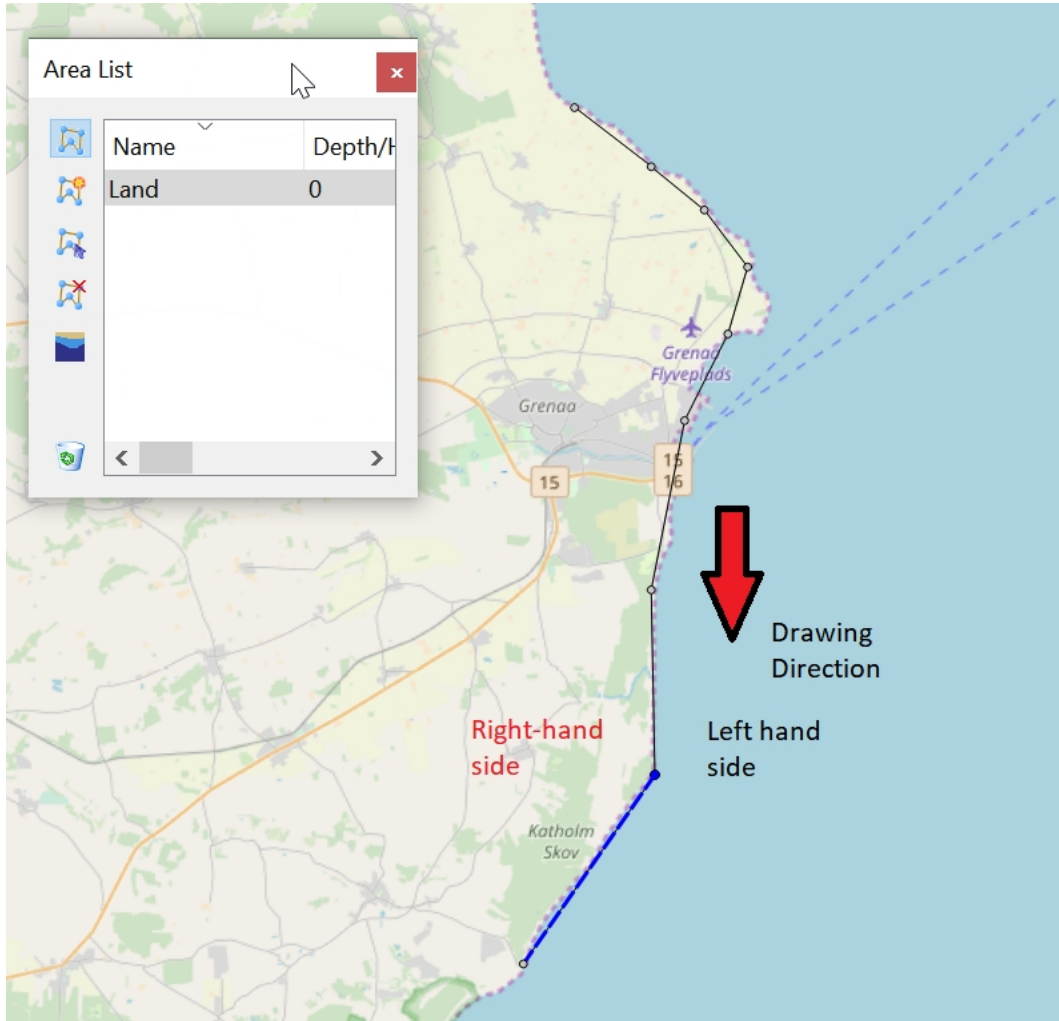 Area List
Name Depth/H
Land 0
Grenaa
Flyveplads
Grenaa
15
16
15
Drawing
Direction
Right-hand
side
Left hand
side
Katholm
Skov